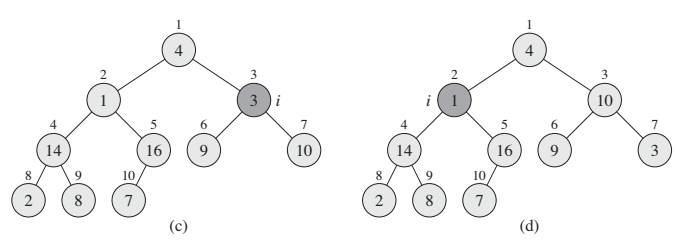 1 1
4 4
2 3 2 3
1 3 i i 1 10
4 5 6 7 4 5 6 7
14 16 9 10 14 16 9 3
8 9 10 8 9 10
2 8 7 2 8 7
(c) (d)